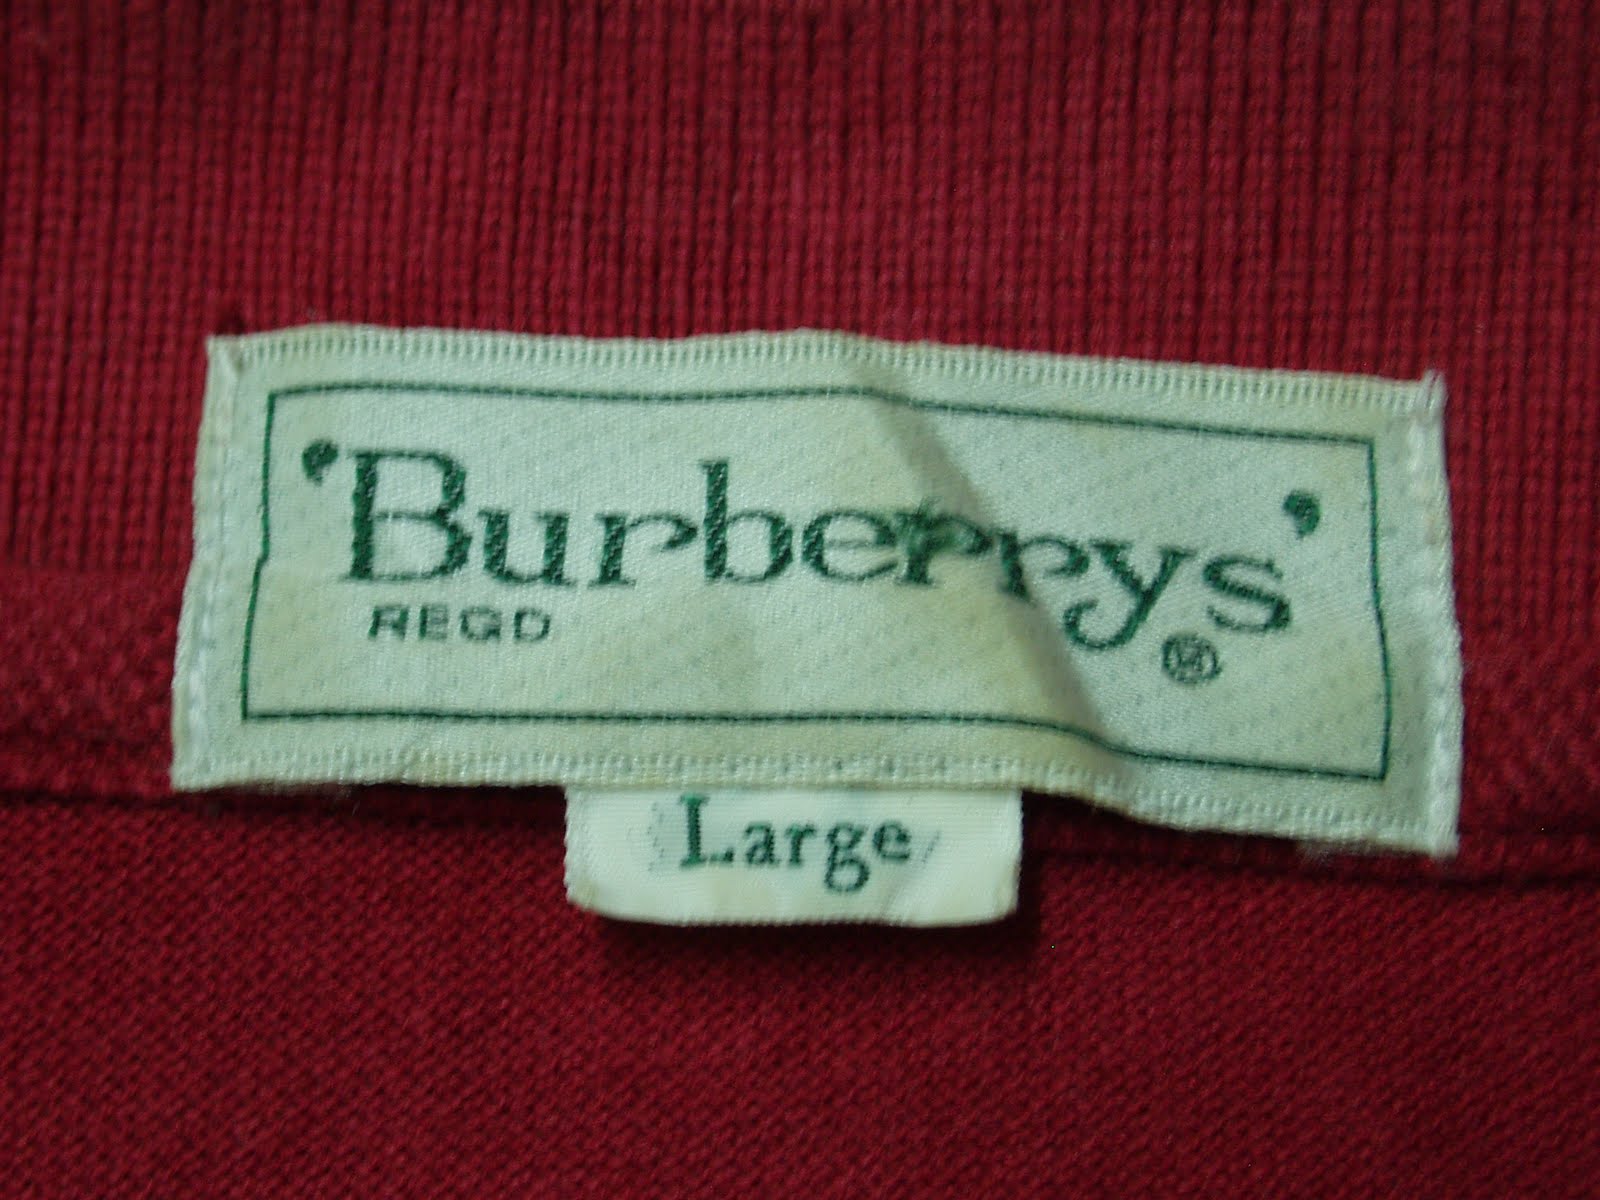 'Burberrys'
REGD ®
Large